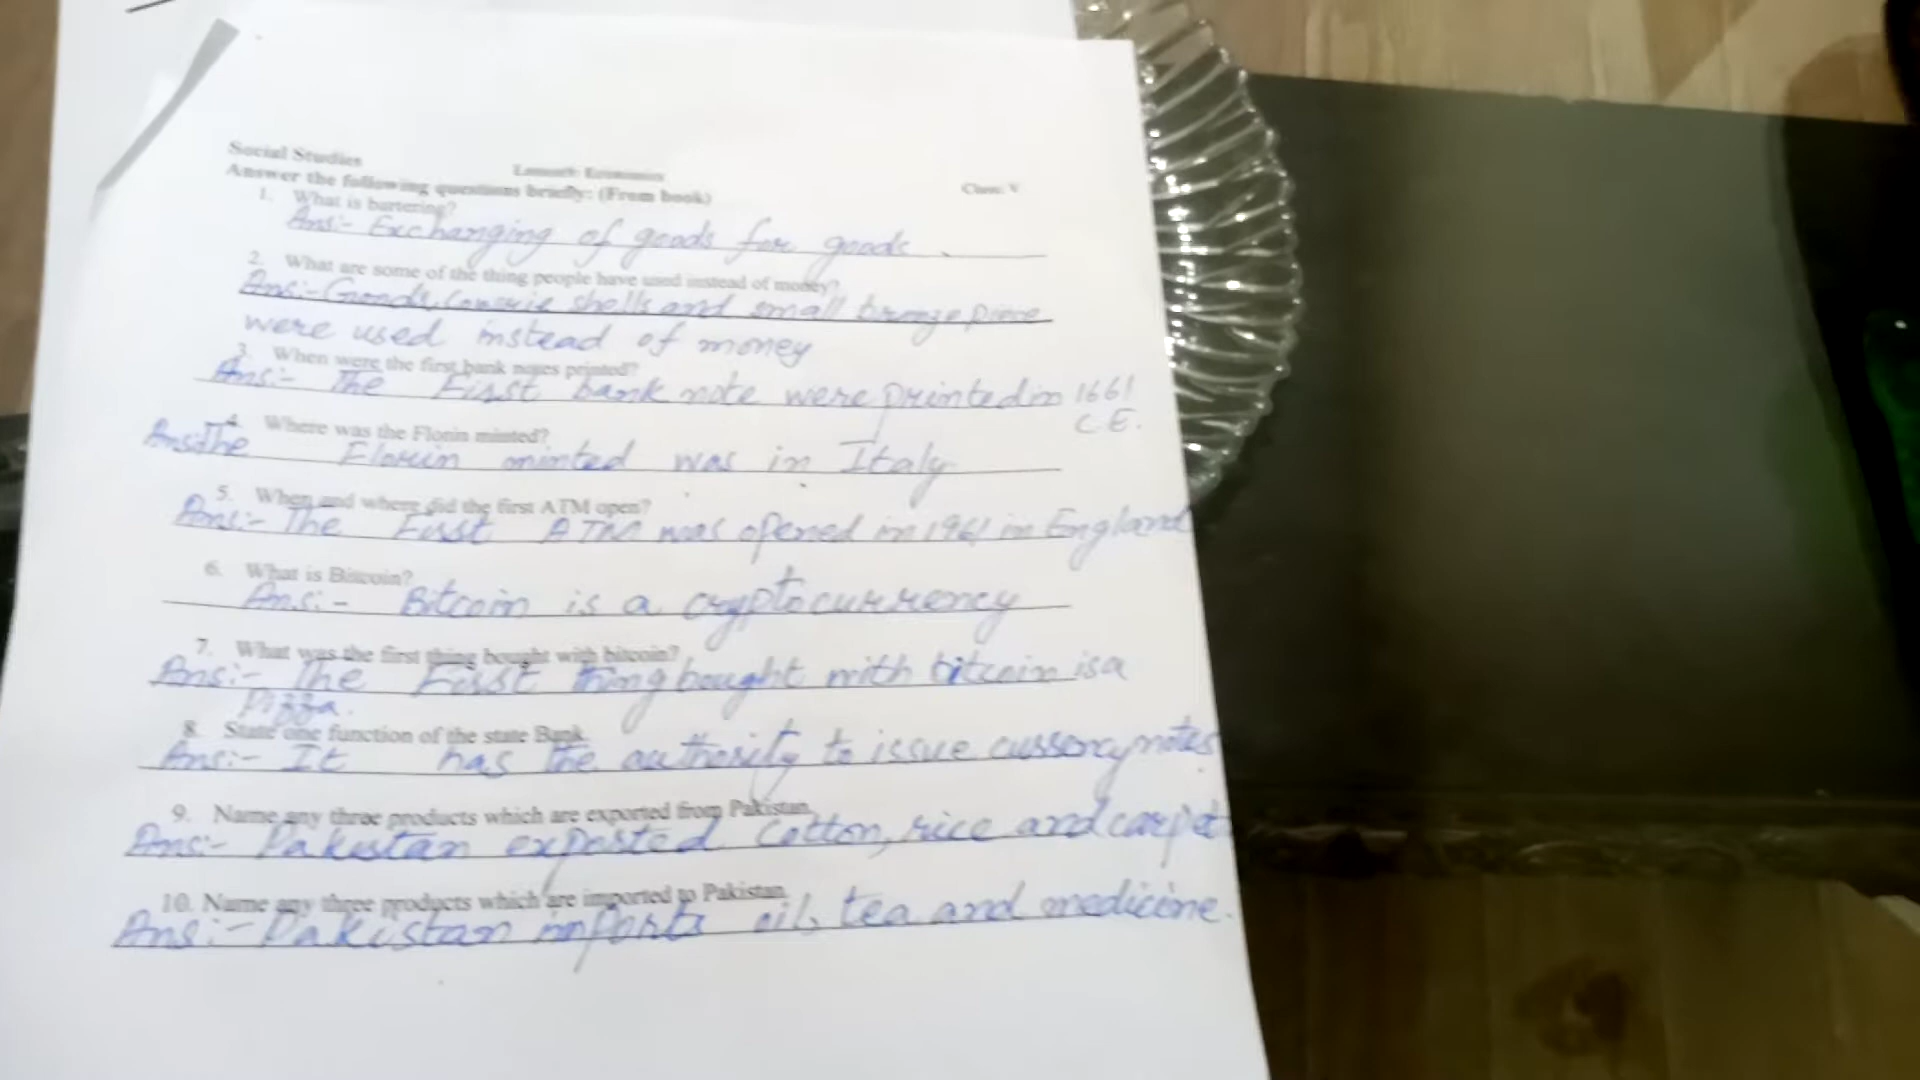 Social Studies
Economics
Class: V
Answer the following questions briefly: (From book)
1. What is bartering?
Ans:- Exchanging of goods for goods
2. What are some of the thing people have used instead of money?
Ans:- Goods, cowrie shells and small bronze piece
were used instead of money
3. When were the first bank notes printed?
Ans:- The First bank note were printed in 1661
C.E.
4. Where was the Florin minted?
Ans:The Florin minted was in Italy
5. When and where did the first ATM open?
Ans:- The First ATM was opened in 1961 in England
6. What is Bitcoin?
Ans:- Bitcoin is a cryptocurrency
7. What was the first thing bought with bitcoin?
Ans:- The First thing bought with bitcoin is a
Pizza.
8. State one function of the state Bank.
Ans:- It has the authority to issue cussency notes
9. Name any three products which are exported from Pakistan.
Ans:- Pakistan exported cotton, rice and carpet
10. Name any three products which are imported to Pakistan.
Ans:- Pakistan imports oil, tea and medicine.